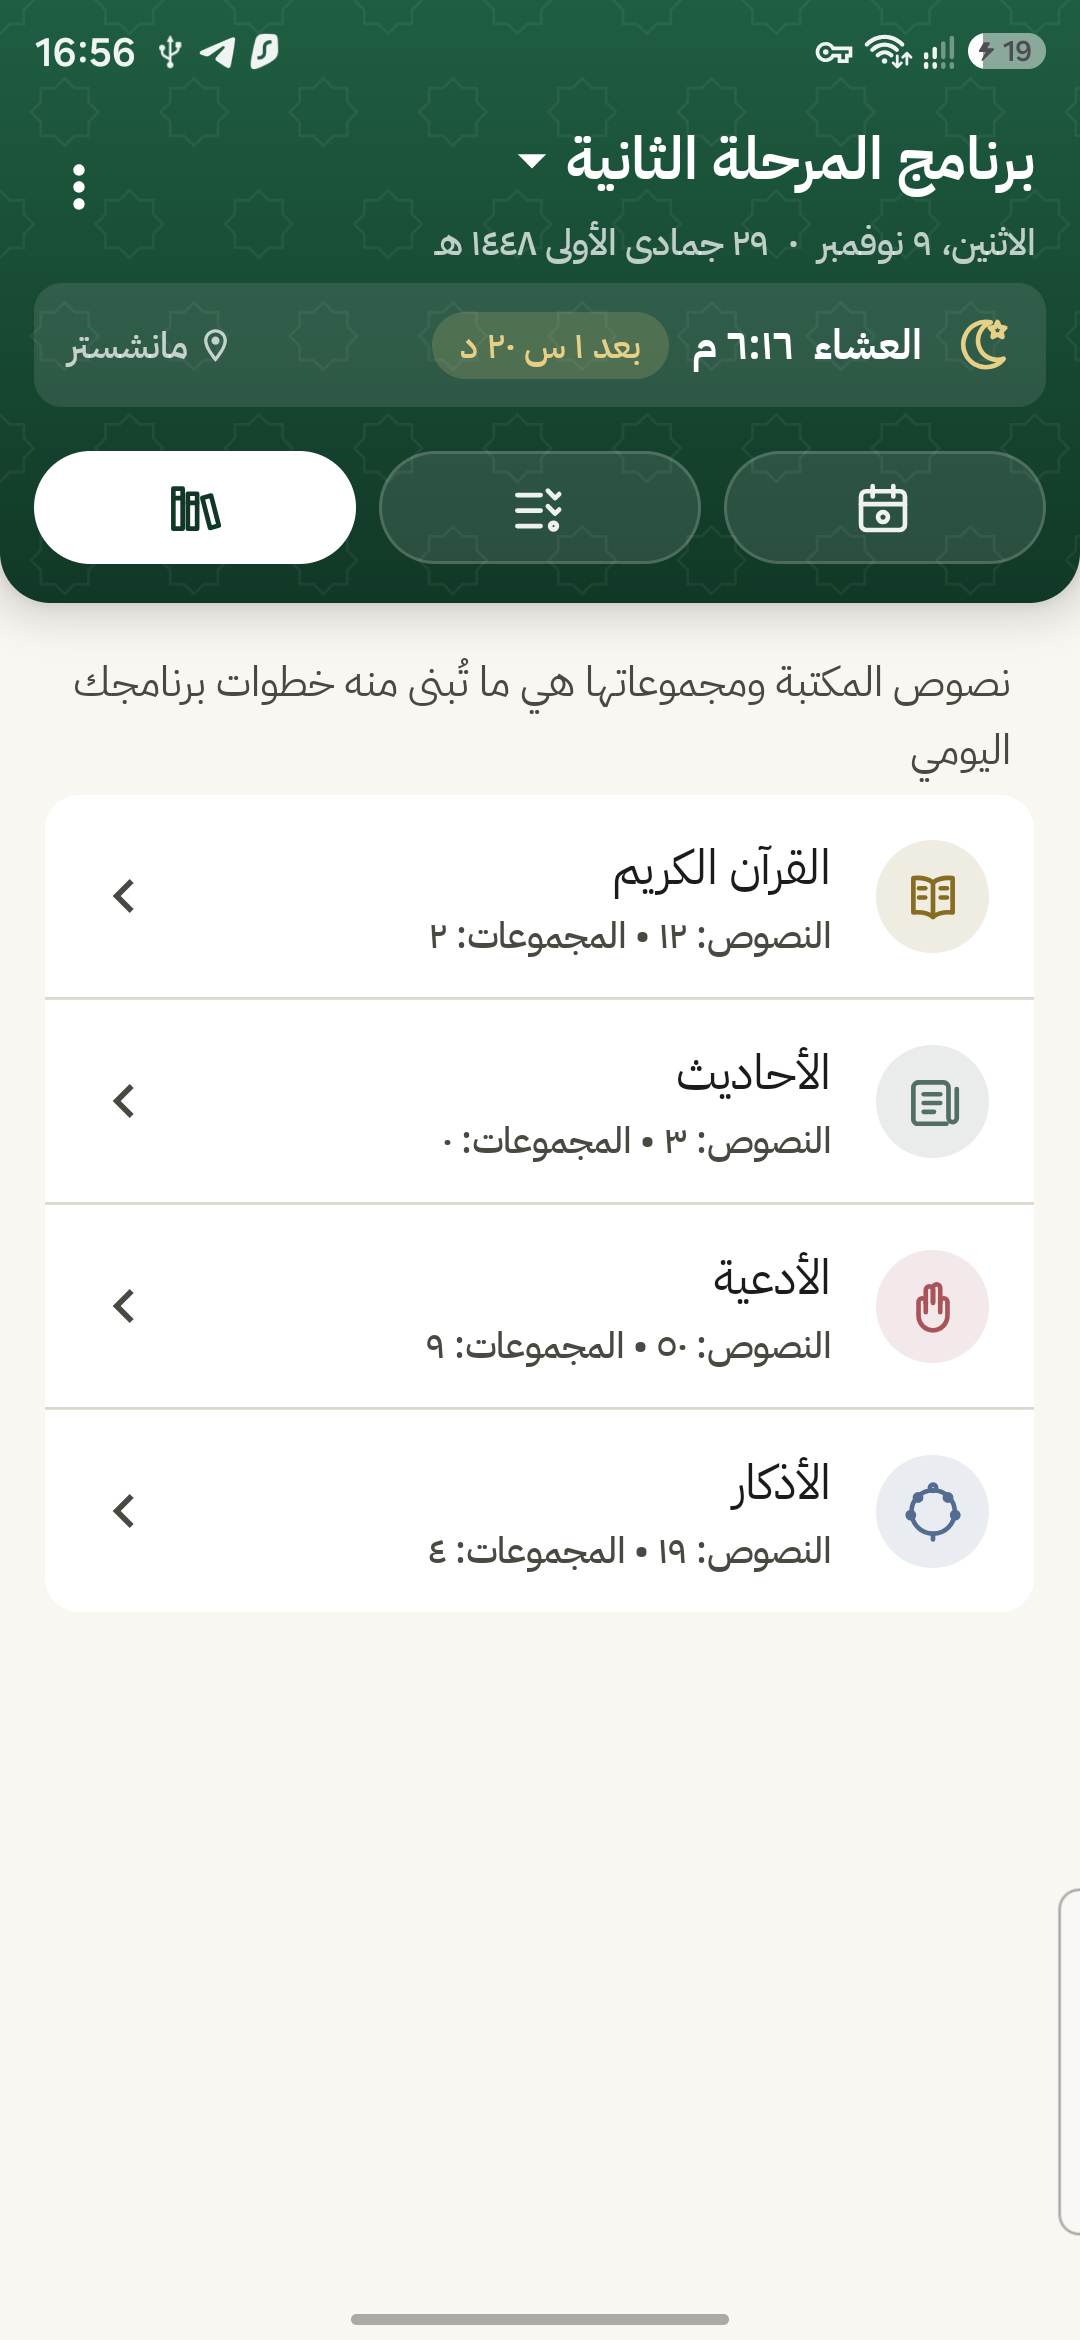 16:56
19
برنامج المرحلة الثانية
الاثنين، ٩ نوفمبر · ٢٩ جمادى الأولى ١٤٤٨ هـ
العشاء ٦:١٦ م بعد ١ س ٢٠ د مانشستر
نصوص المكتبة ومجموعاتها هي ما تُبنى منه خطوات برنامجك
اليومي
القرآن الكريم
النصوص: ١٢ • المجموعات: ٢
الأحاديث
النصوص: ٣ • المجموعات: ٠
الأدعية
النصوص: ٥٠ • المجموعات: ٩
الأذكار
النصوص: ١٩ • المجموعات: ٤